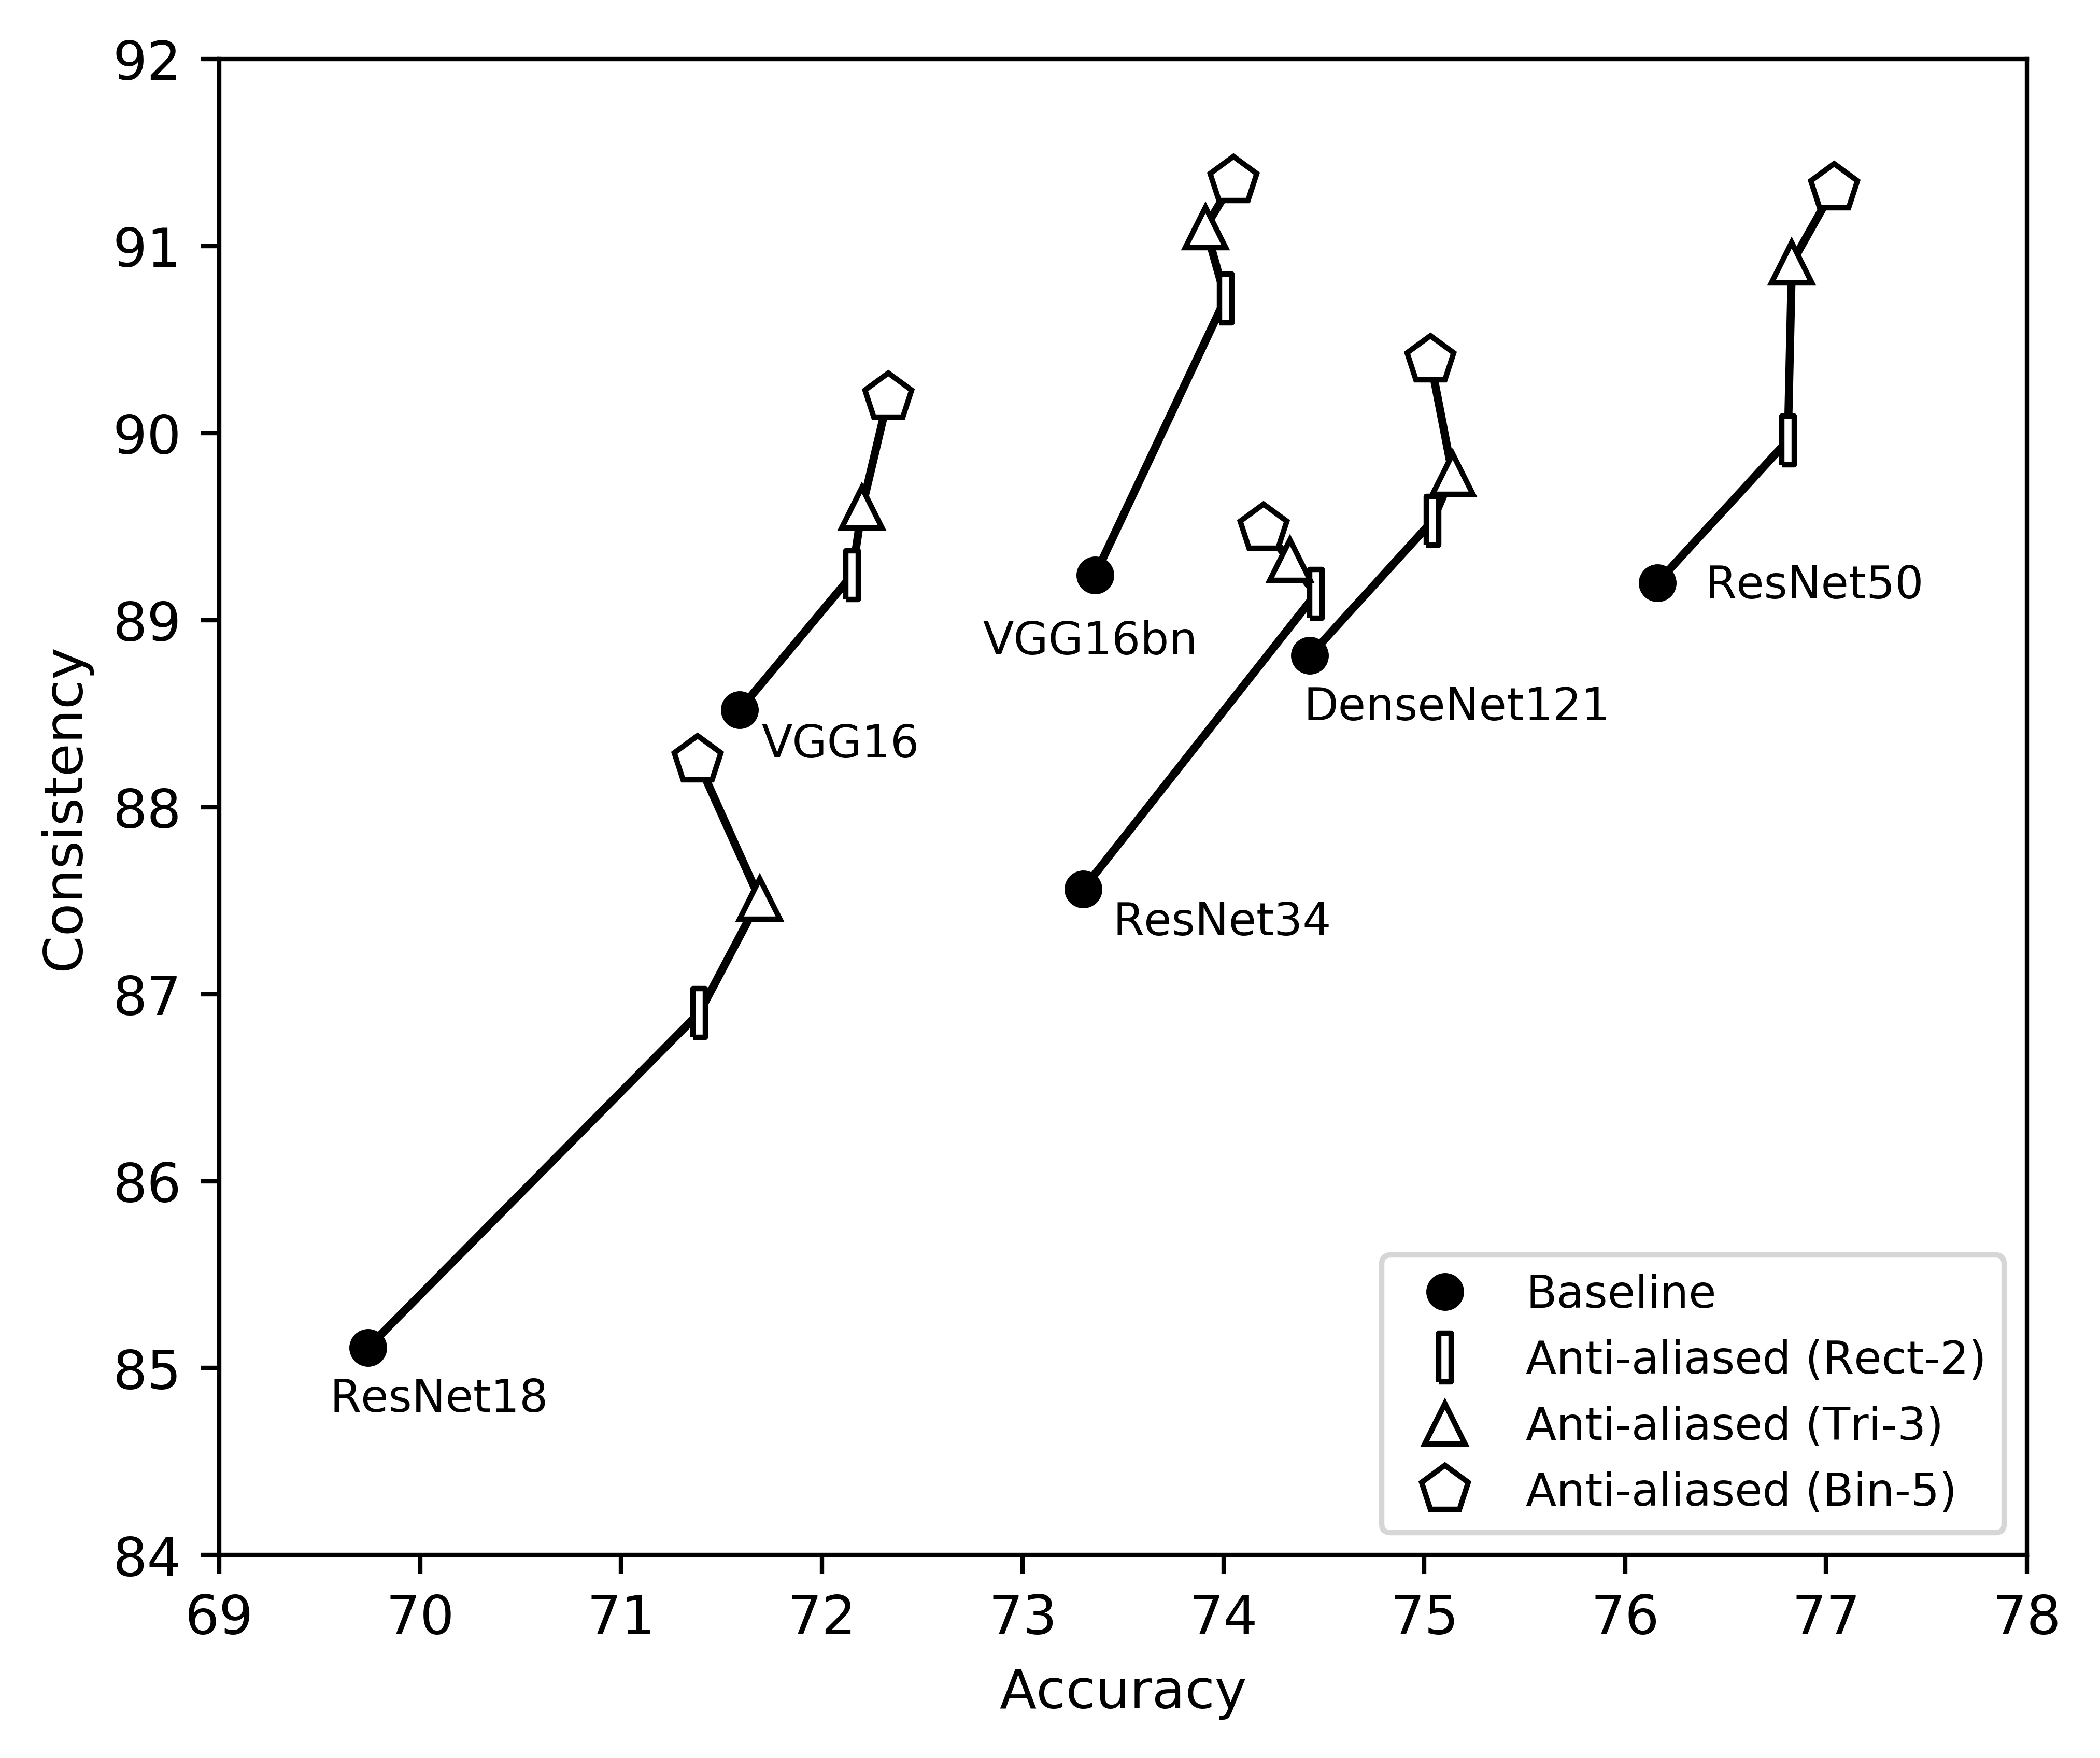 92
91
90
89
88
87
86
85
84
Consistency
VGG16bn
ResNet50
DenseNet121
VGG16
ResNet34
ResNet18
Baseline
Anti-aliased (Rect-2)
Anti-aliased (Tri-3)
Anti-aliased (Bin-5)
69 70 71 72 73 74 75 76 77 78
Accuracy